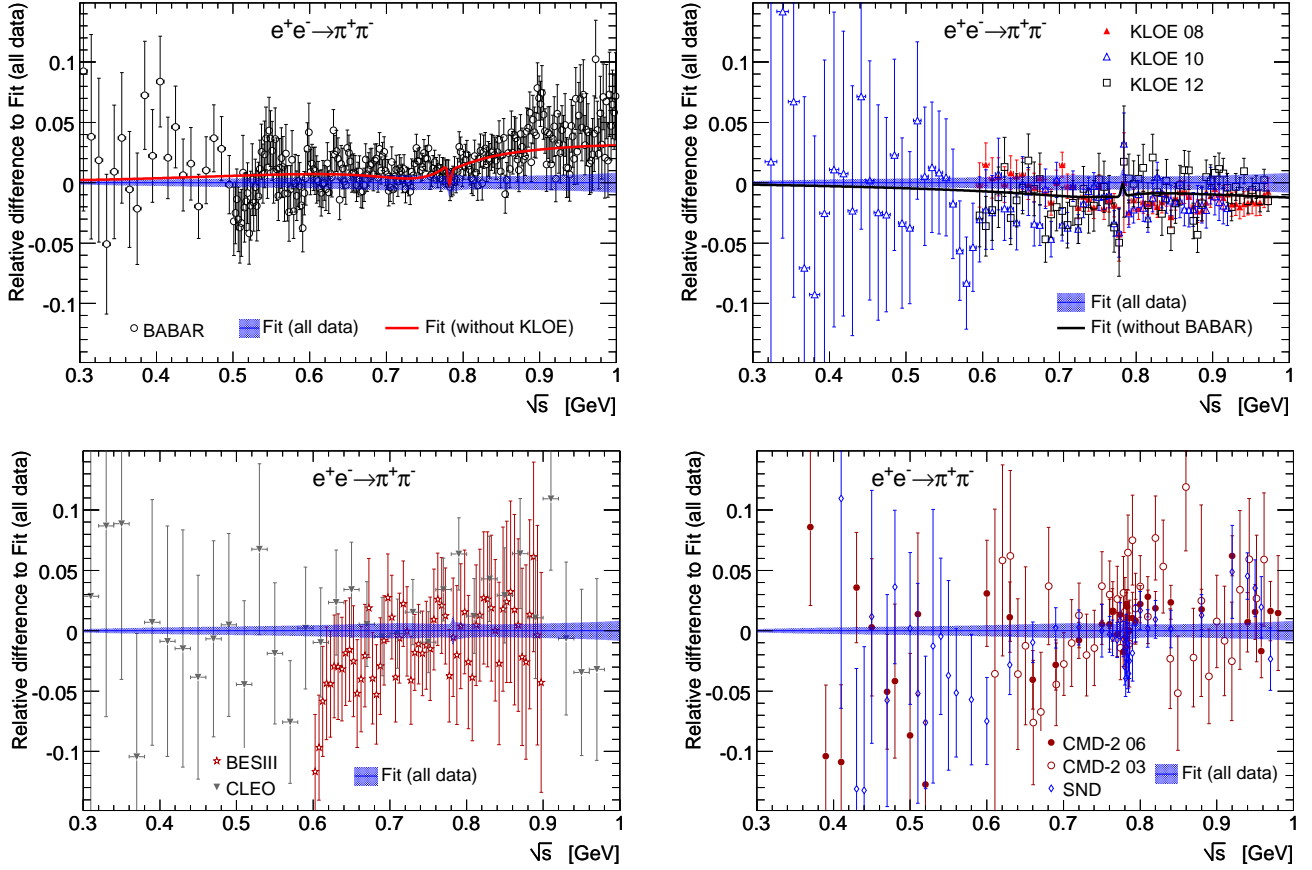 e⁺e⁻→π⁺π⁻
Relative difference to Fit (all data)
0.1
0.05
0
-0.05
-0.1
BABAR
Fit (all data)
Fit (without KLOE)
0.3 0.4 0.5 0.6 0.7 0.8 0.9 1
√s [GeV]
e⁺e⁻→π⁺π⁻
Relative difference to Fit (all data)
0.1
0.05
0
-0.05
-0.1
KLOE 08
KLOE 10
KLOE 12
Fit (all data)
Fit (without BABAR)
0.3 0.4 0.5 0.6 0.7 0.8 0.9 1
√s [GeV]
e⁺e⁻→π⁺π⁻
Relative difference to Fit (all data)
0.1
0.05
0
-0.05
-0.1
BESIII
CLEO
Fit (all data)
0.3 0.4 0.5 0.6 0.7 0.8 0.9 1
√s [GeV]
e⁺e⁻→π⁺π⁻
Relative difference to Fit (all data)
0.1
0.05
0
-0.05
-0.1
CMD-2 06
CMD-2 03
SND
Fit (all data)
0.3 0.4 0.5 0.6 0.7 0.8 0.9 1
√s [GeV]